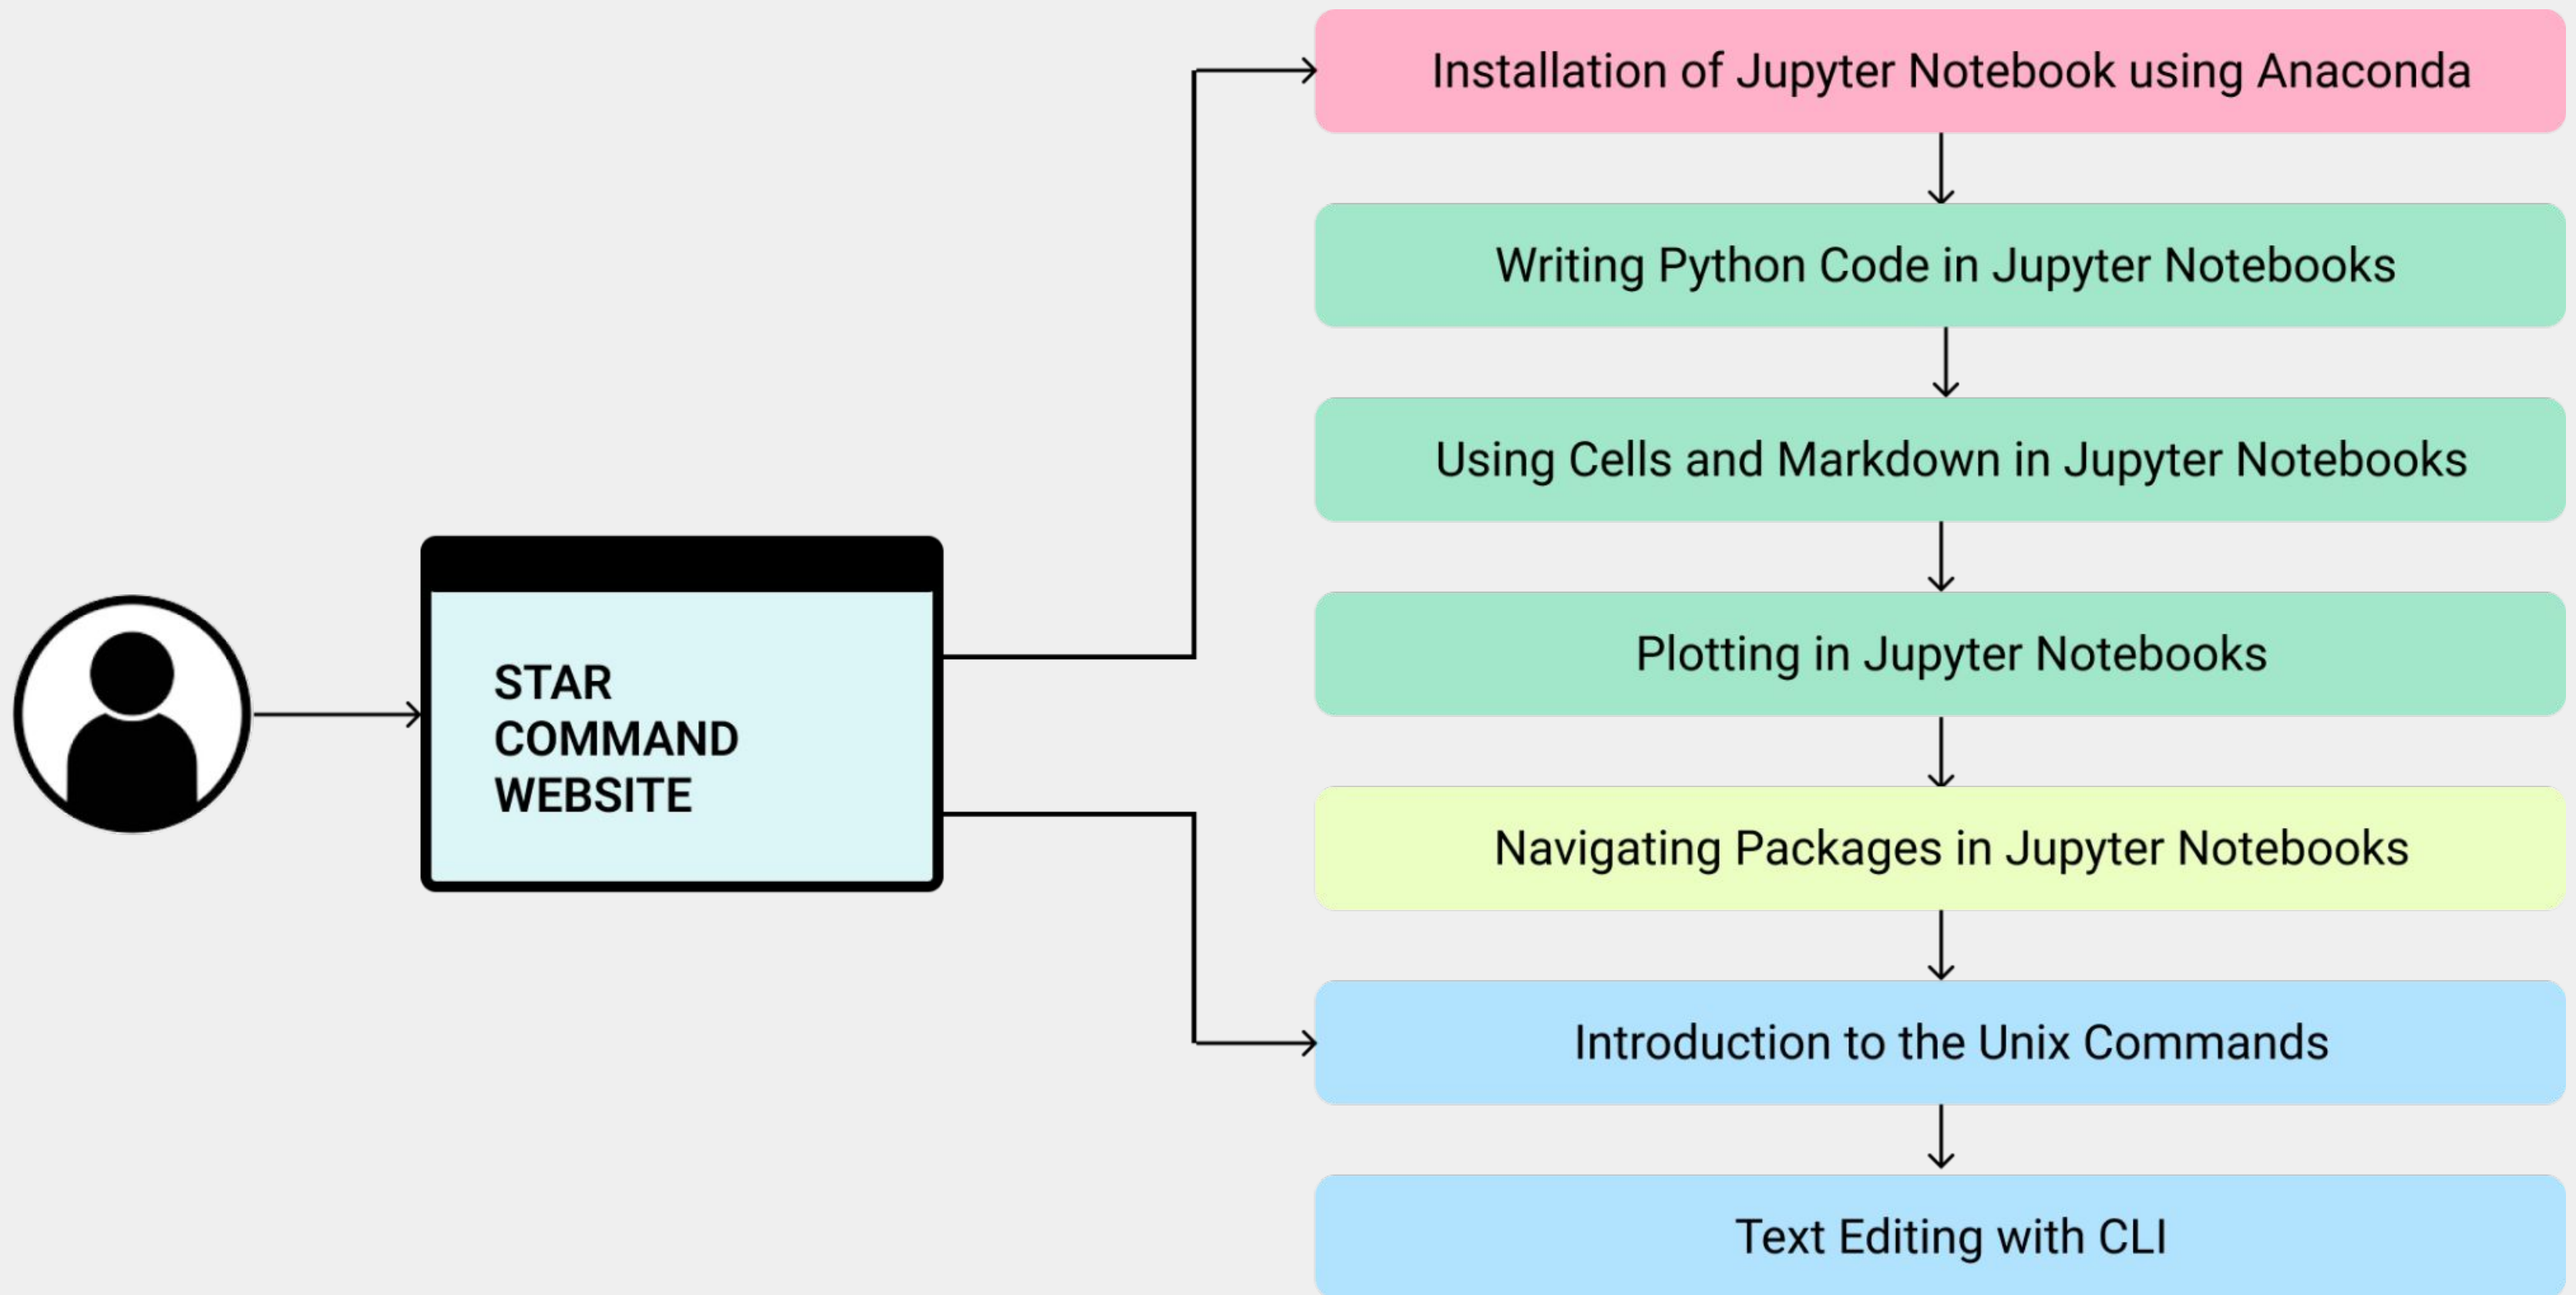 Installation of Jupyter Notebook using Anaconda
Writing Python Code in Jupyter Notebooks
Using Cells and Markdown in Jupyter Notebooks
STAR
COMMAND
WEBSITE
Plotting in Jupyter Notebooks
Navigating Packages in Jupyter Notebooks
Introduction to the Unix Commands
Text Editing with CLI